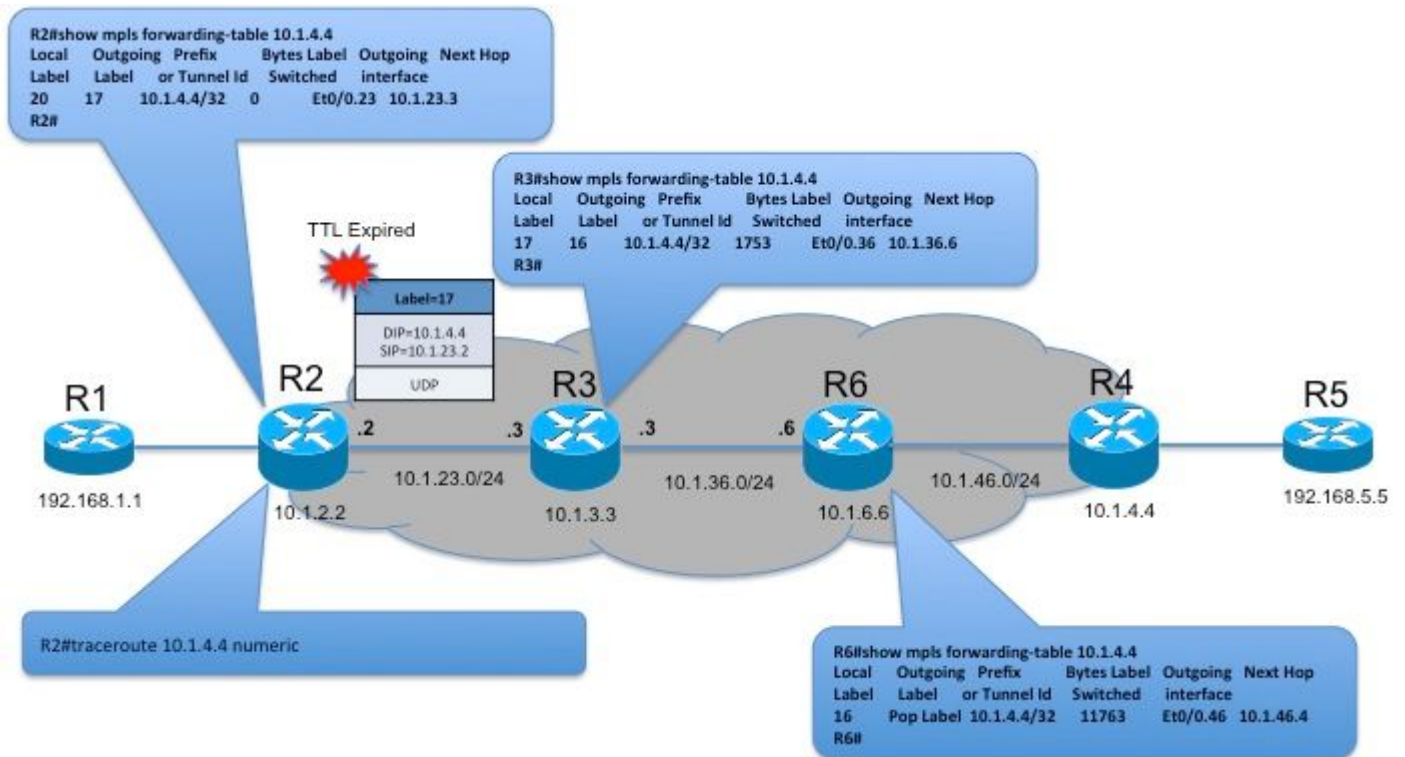 R2#show mpls forwarding-table 10.1.4.4
Local Outgoing Prefix Bytes Label Outgoing Next Hop
Label Label or Tunnel Id Switched interface
20 17 10.1.4.4/32 0 Et0/0.23 10.1.23.3
R2#
R3#show mpls forwarding-table 10.1.4.4
Local Outgoing Prefix Bytes Label Outgoing Next Hop
Label Label or Tunnel Id Switched interface
17 16 10.1.4.4/32 1753 Et0/0.36 10.1.36.6
R3#
TTL Expired
Label=17
DIP=10.1.4.4
SIP=10.1.23.2
UDP
R1
R2
R3
R6
R4
R5
.2
.3
.3
.6
10.1.23.0/24
10.1.36.0/24
10.1.46.0/24
192.168.1.1
10.1.2.2
10.1.3.3
10.1.6.6
10.1.4.4
192.168.5.5
R2#traceroute 10.1.4.4 numeric
R6#show mpls forwarding-table 10.1.4.4
Local Outgoing Prefix Bytes Label Outgoing Next Hop
Label Label or Tunnel Id Switched interface
16 Pop Label 10.1.4.4/32 11763 Et0/0.46 10.1.46.4
R6#